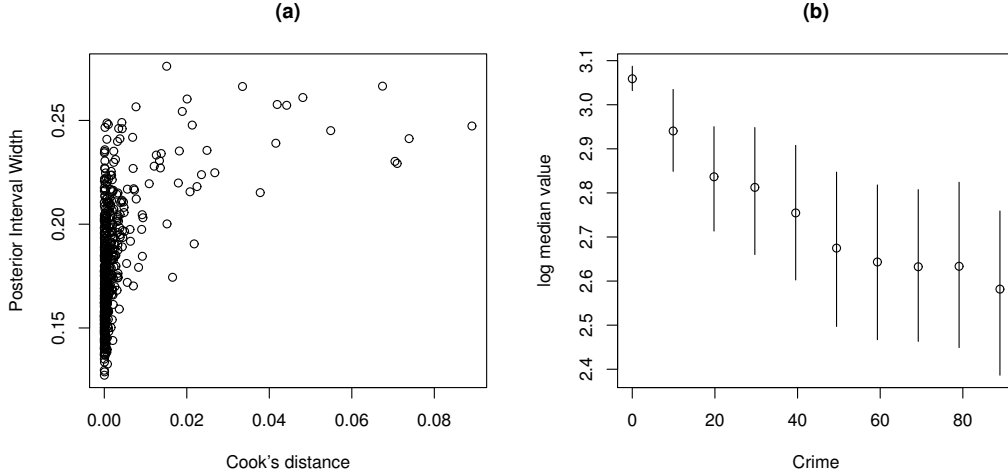 (a)
Posterior Interval Width
0.25
0.20
0.15
0.00 0.02 0.04 0.06 0.08
Cook's distance
(b)
log median value
3.1
3.0
2.9
2.8
2.7
2.6
2.5
2.4
0 20 40 60 80
Crime